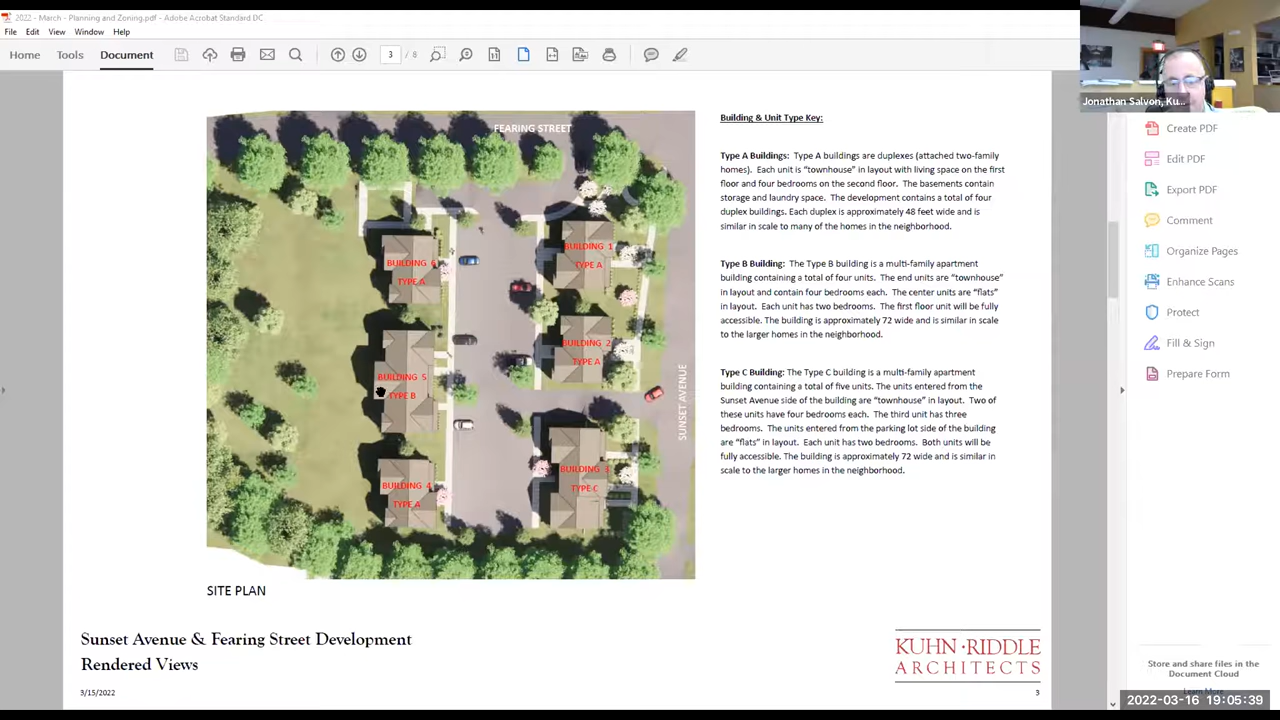 2022 - March - Planning and Zoning.pdf - Adobe Acrobat Standard DC
File Edit View Window Help
Home Tools Document 3 / 8
Jonathan Salvon, Ku...
Create PDF
Edit PDF
Export PDF
Comment
Organize Pages
Enhance Scans
Protect
Fill & Sign
Prepare Form
Store and share files in the
Document Cloud
Learn More
FEARING STREET
BUILDING 1
TYPE A
BUILDING 6
TYPE A
BUILDING 2
TYPE A
BUILDING 5
TYPE B
SUNSET AVENUE
BUILDING 3
TYPE C
BUILDING 4
TYPE A
SITE PLAN
Building & Unit Type Key:
Type A Buildings: Type A buildings are duplexes (attached two-family
homes). Each unit is "townhouse" in layout with living space on the first
floor and four bedrooms on the second floor. The basements contain
storage and laundry space. The development contains a total of four
duplex buildings. Each duplex is approximately 48 feet wide and is
similar in scale to many of the homes in the neighborhood.
Type B Building: The Type B building is a multi-family apartment
building containing a total of four units. The end units are "townhouse"
in layout and contain four bedrooms each. The center units are "flats"
in layout. Each unit has two bedrooms. The first floor unit will be fully
accessible. The building is approximately 72 wide and is similar in scale
to the larger homes in the neighborhood.
Type C Building: The Type C building is a multi-family apartment
building containing a total of five units. The units entered from the
Sunset Avenue side of the building are "townhouse" in layout. Two of
these units have four bedrooms each. The third unit has three
bedrooms. The units entered from the parking lot side of the building
are "flats" in layout. Each unit has two bedrooms. Both units will be
fully accessible. The building is approximately 72 wide and is similar in
scale to the larger homes in the neighborhood.
Sunset Avenue & Fearing Street Development
Rendered Views
KUHN · RIDDLE
ARCHITECTS
3/15/2022
3
2022-03-16 19:05:39